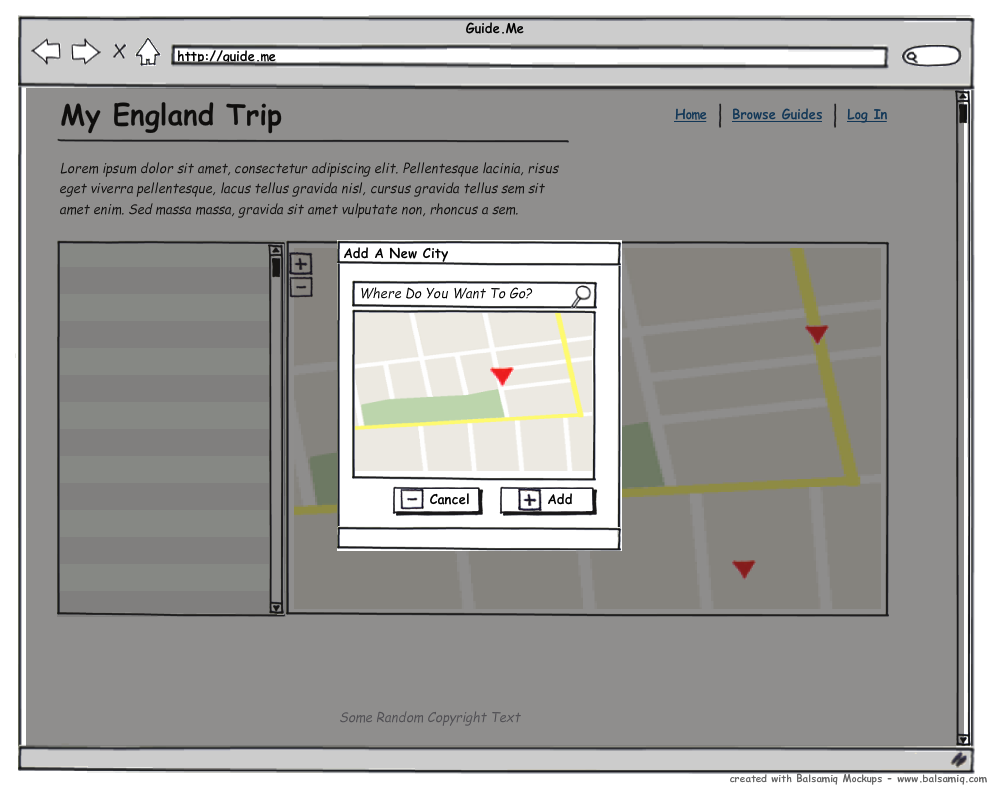 Guide.Me
http://guide.me
My England Trip
Home
Browse Guides
Log In
Lorem ipsum dolor sit amet, consectetur adipiscing elit. Pellentesque lacinia, risus
eget viverra pellentesque, lacus tellus gravida nisl, cursus gravida tellus sem sit
amet enim. Sed massa massa, gravida sit amet vulputate non, rhoncus a sem.
Add A New City
Where Do You Want To Go?
Cancel
Add
Some Random Copyright Text
created with Balsamiq Mockups - www.balsamiq.com